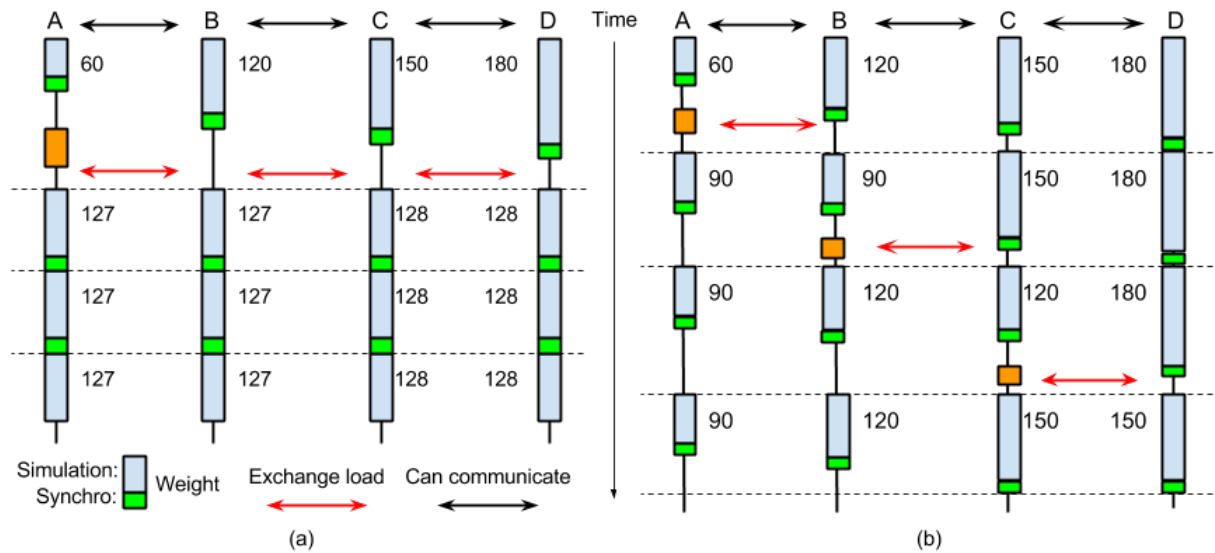 A B C D
60 120 150 180
127 127 128 128
127 127 128 128
127 127 128 128
Simulation:
Synchro:
Weight
Exchange load
Can communicate
(a)
Time
A B C D
60 120 150 180
90 90 150 180
90 120 120 180
90 120 150 150
(b)